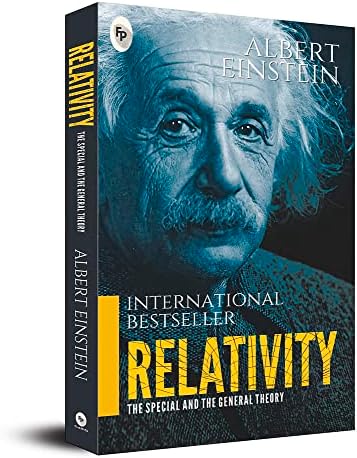 RELATIVITY
THE SPECIAL AND THE GENERAL THEORY
ALBERT EINSTEIN
FP
ALBERT
EINSTEIN
INTERNATIONAL
BESTSELLER
RELATIVITY
THE SPECIAL AND THE GENERAL THEORY